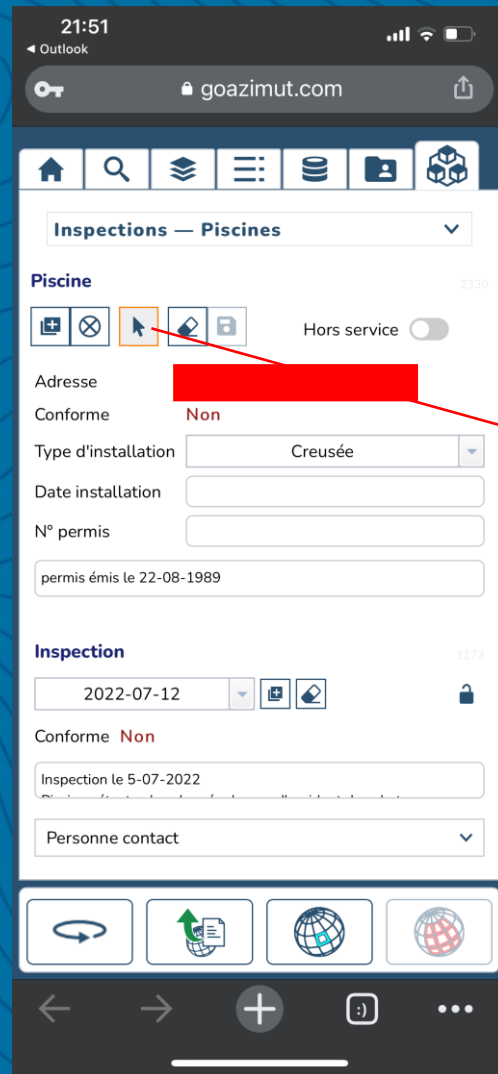 21:51
◄ Outlook
goazimut.com
Inspections — Piscines
Piscine
2330
Hors service
Adresse
Conforme Non
Type d'installation Creusée
Date installation
N° permis
permis émis le 22-08-1989
Inspection
1172
2022-07-12
Conforme Non
Inspection le 5-07-2022
Personne contact
:)